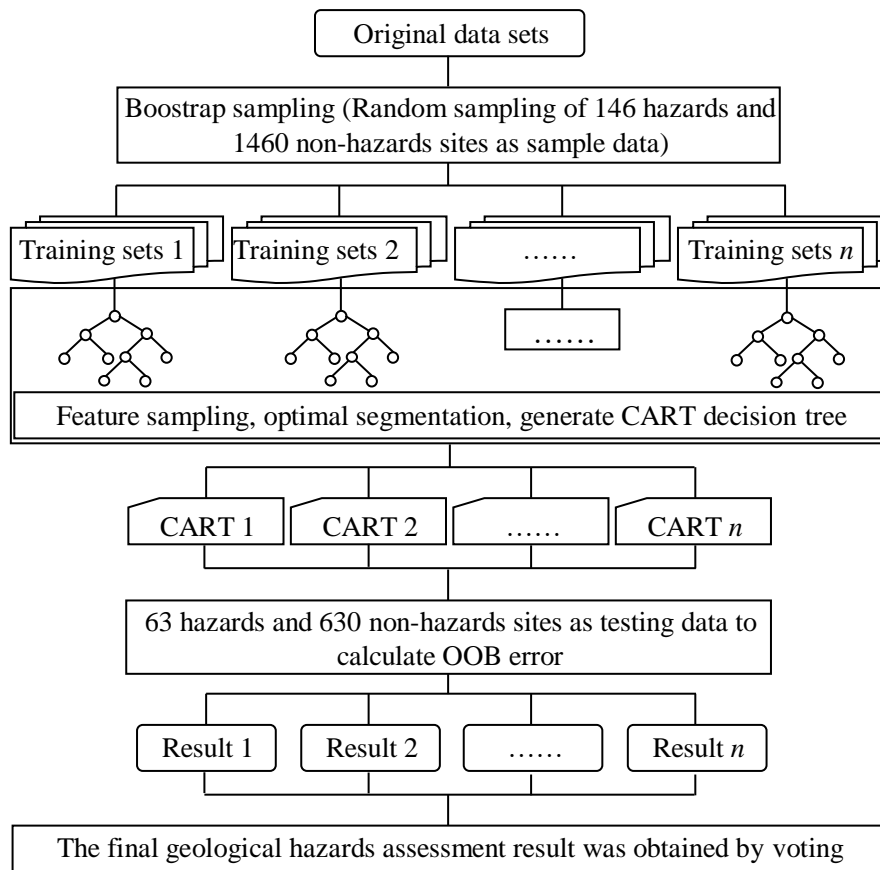 Original data sets
Boostrap sampling (Random sampling of 146 hazards and
1460 non-hazards sites as sample data)
Training sets 1
Training sets 2
……
Training sets n
……
Feature sampling, optimal segmentation, generate CART decision tree
CART 1
CART 2
……
CART n
63 hazards and 630 non-hazards sites as testing data to
calculate OOB error
Result 1
Result 2
……
Result n
The final geological hazards assessment result was obtained by voting